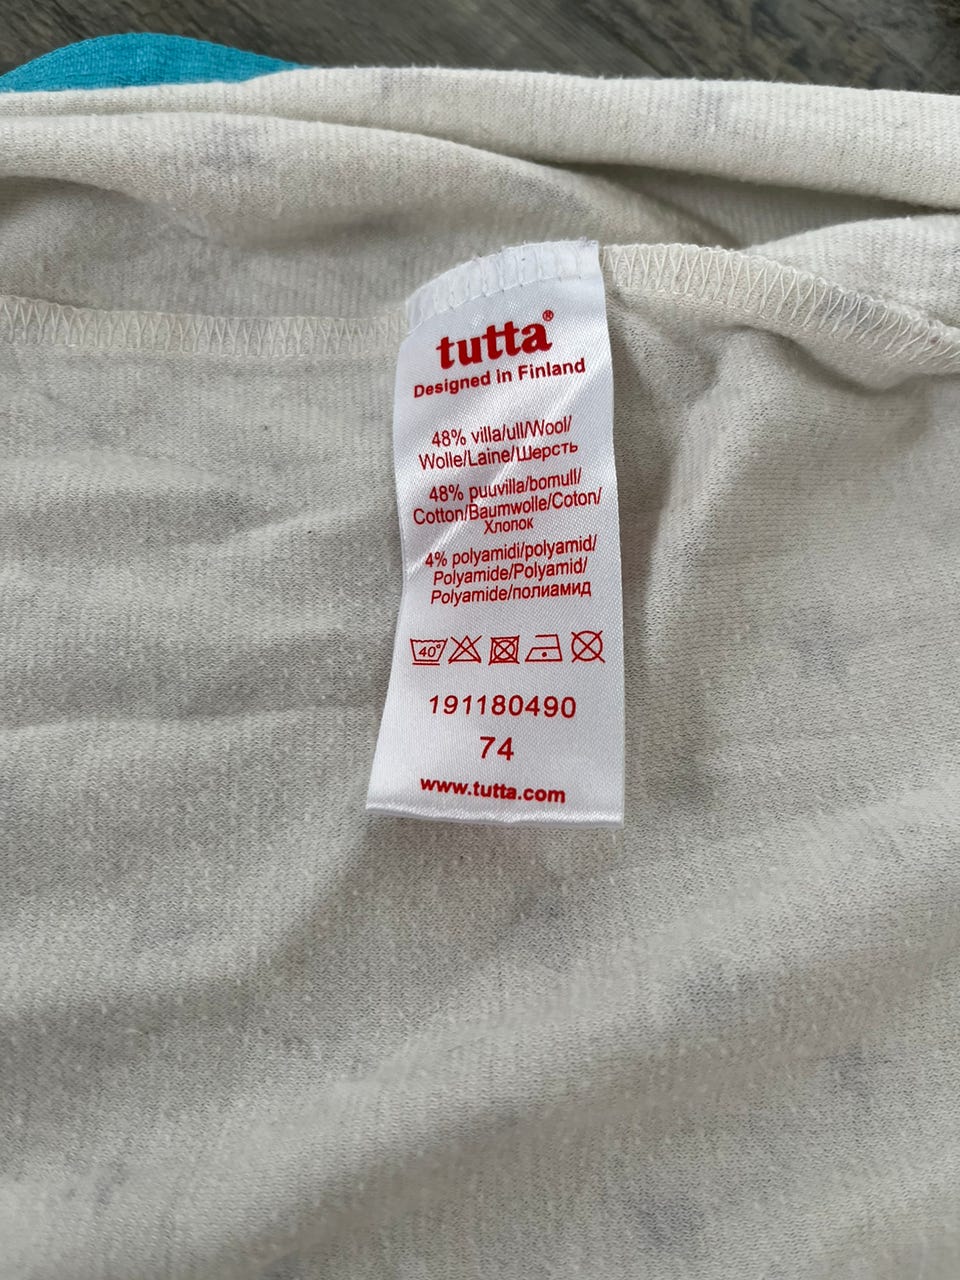 tutta®
Designed in Finland
48% villa/ull/Wool/
Wolle/Laine/Шерсть
48% puuvilla/bomull/
Cotton/Baumwolle/Coton/
Хлопок
4% polyamidi/polyamid/
Polyamide/Polyamid/
Polyamide/полиамид
40°
191180490
74
www.tutta.com